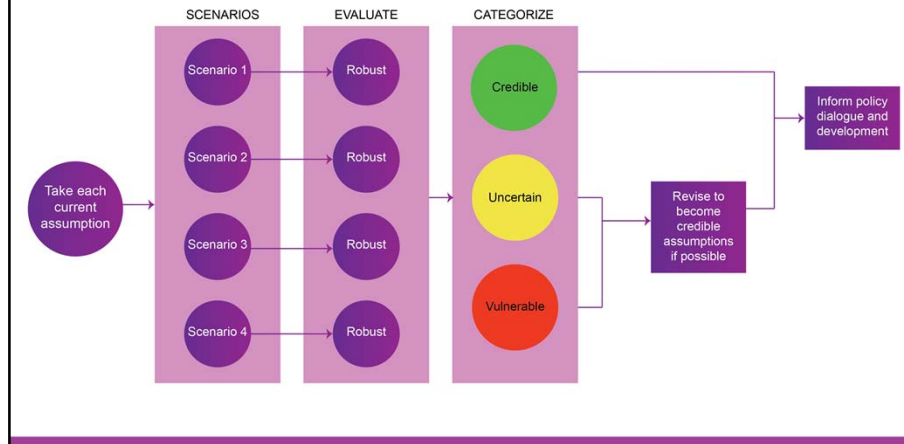 SCENARIOS
EVALUATE
CATEGORIZE
Take each
current
assumption
Scenario 1
Scenario 2
Scenario 3
Scenario 4
Robust
Robust
Robust
Robust
Credible
Uncertain
Vulnerable
Revise to
become
credible
assumptions
if possible
Inform policy
dialogue and
development